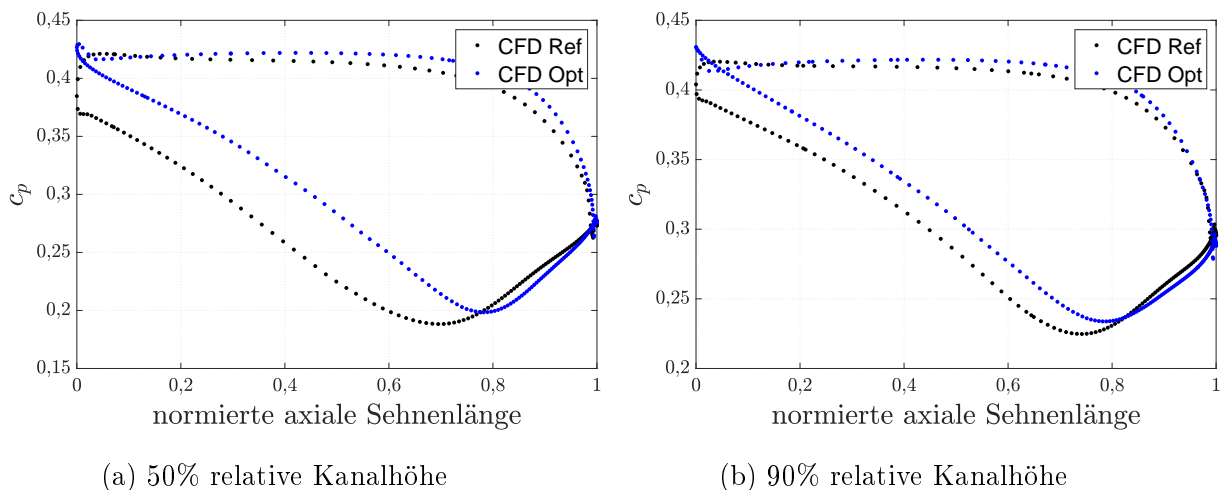 0,45
0,4
0,35
0,3
0,25
0,2
0,15
c_p
0
0,2
0,4
0,6
0,8
1
normierte axiale Sehnenlänge
CFD Ref
CFD Opt
(a) 50% relative Kanalhöhe
0,45
0,4
0,35
0,3
0,25
0,2
c_p
0
0,2
0,4
0,6
0,8
1
normierte axiale Sehnenlänge
CFD Ref
CFD Opt
(b) 90% relative Kanalhöhe